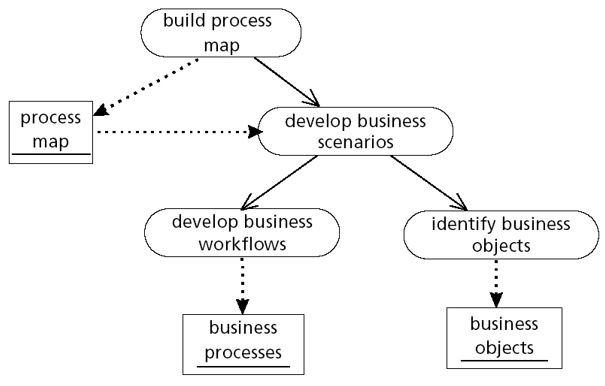 build process
map
process
map
develop business
scenarios
develop business
workflows
identify business
objects
business
processes
business
objects